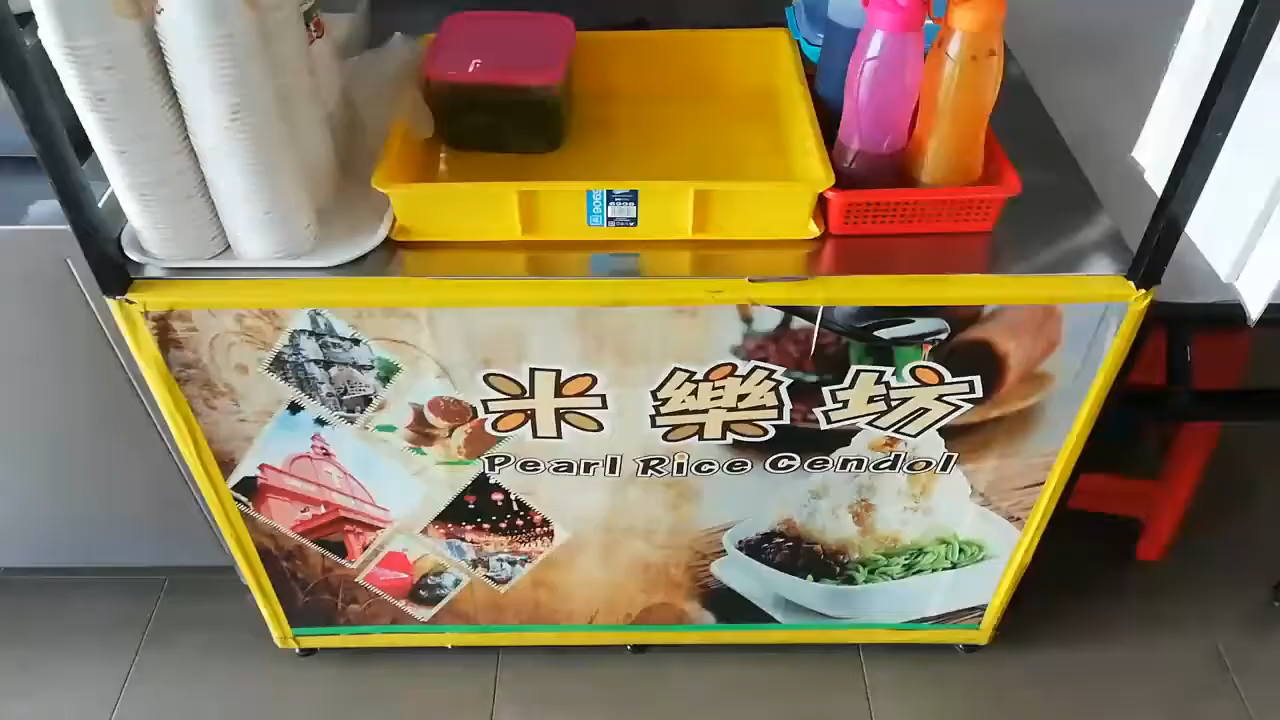 米樂坊
Pearl Rice Cendol